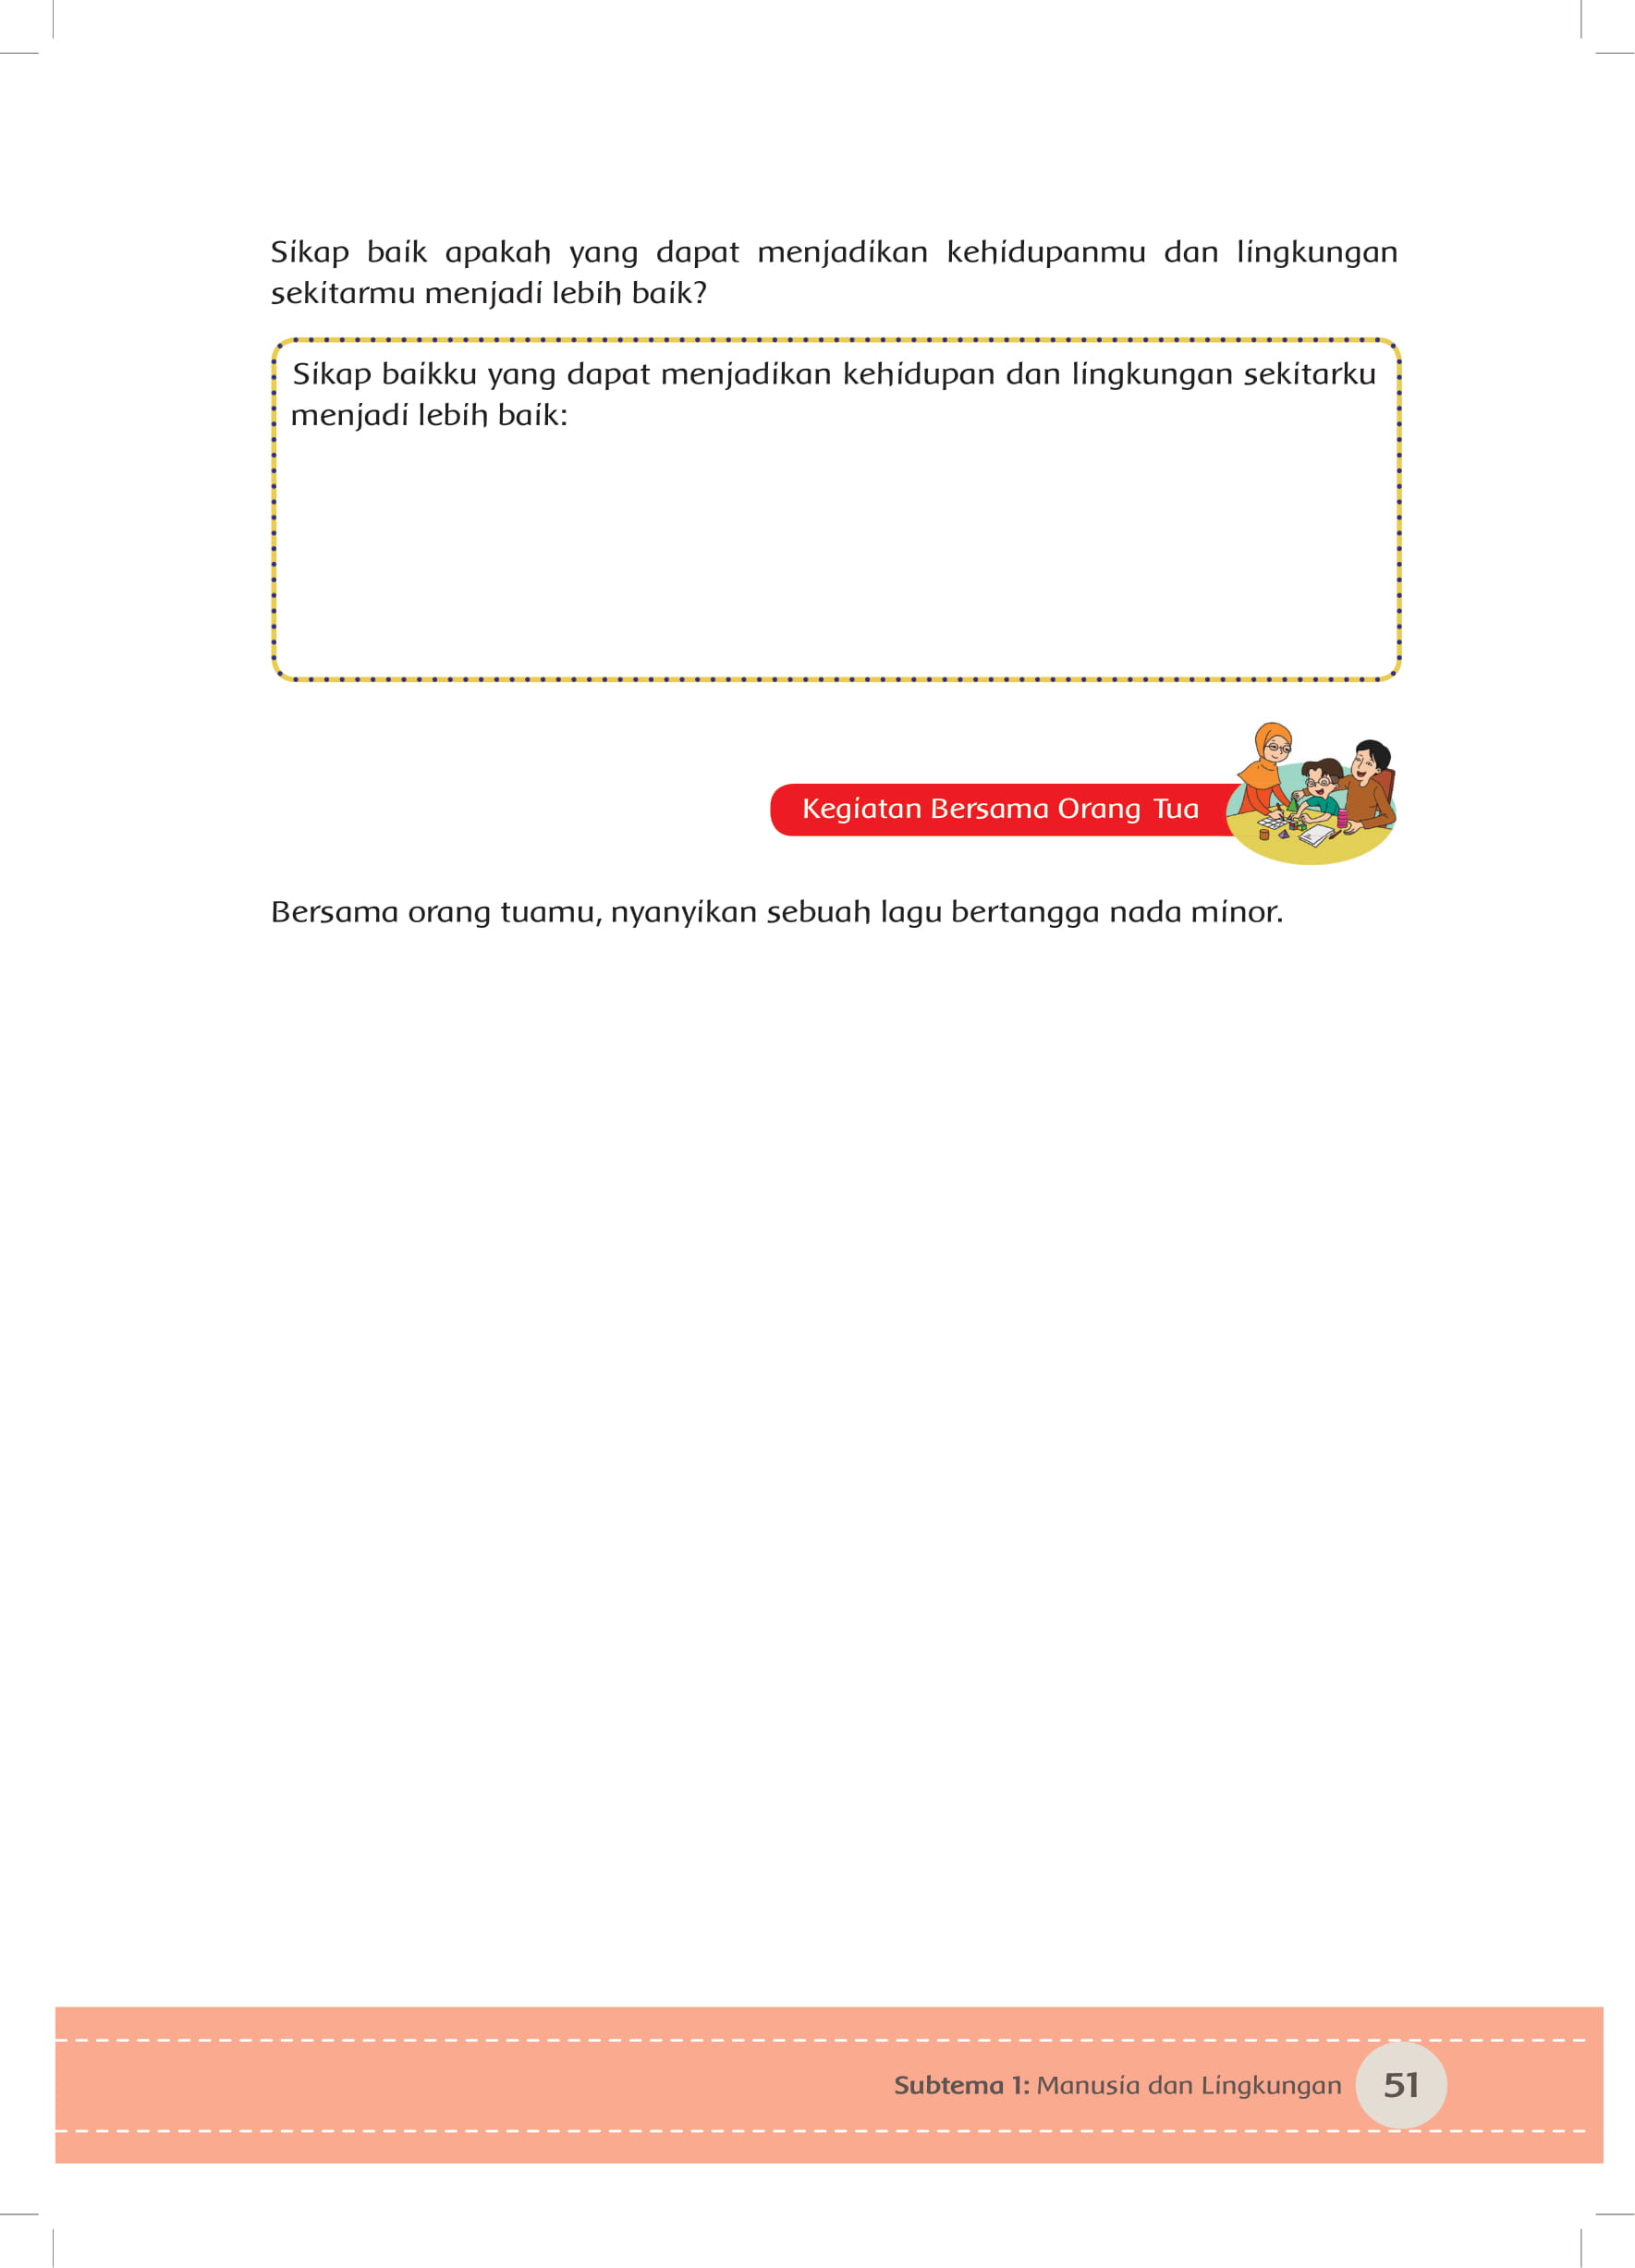 Sikap baik apakah yang dapat menjadikan kehidupanmu dan lingkungan
sekitarmu menjadi lebih baik?
Sikap baikku yang dapat menjadikan kehidupan dan lingkungan sekitarku
menjadi lebih baik:
Kegiatan Bersama Orang Tua
Bersama orang tuamu, nyanyikan sebuah lagu bertangga nada minor.
Subtema 1: Manusia dan Lingkungan 51